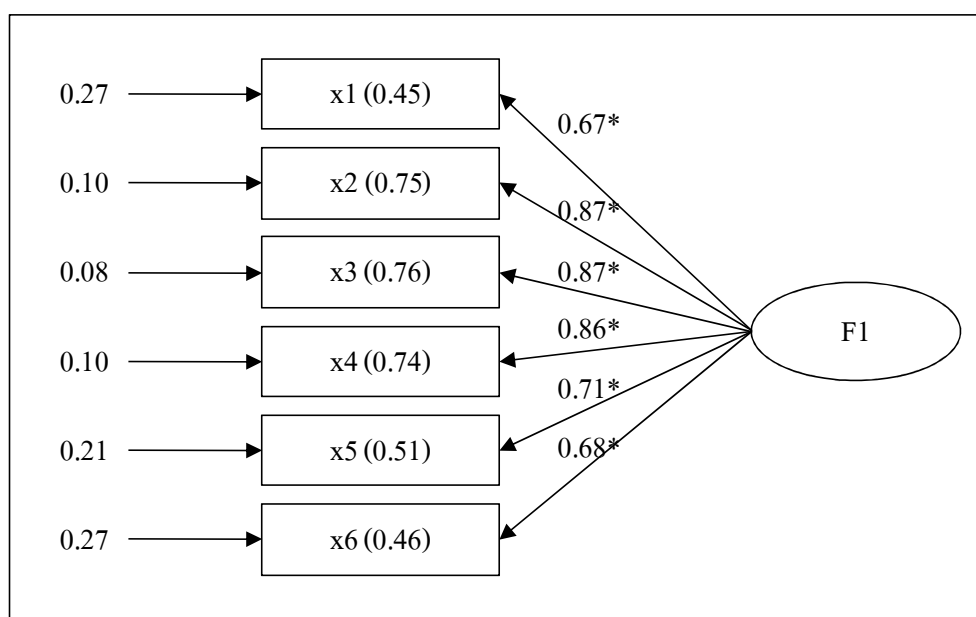 0.27 x1 (0.45) 0.67*
0.10 x2 (0.75) 0.87*
0.08 x3 (0.76) 0.87*
F1
0.10 x4 (0.74) 0.86*
0.21 x5 (0.51) 0.71*
0.27 x6 (0.46) 0.68*